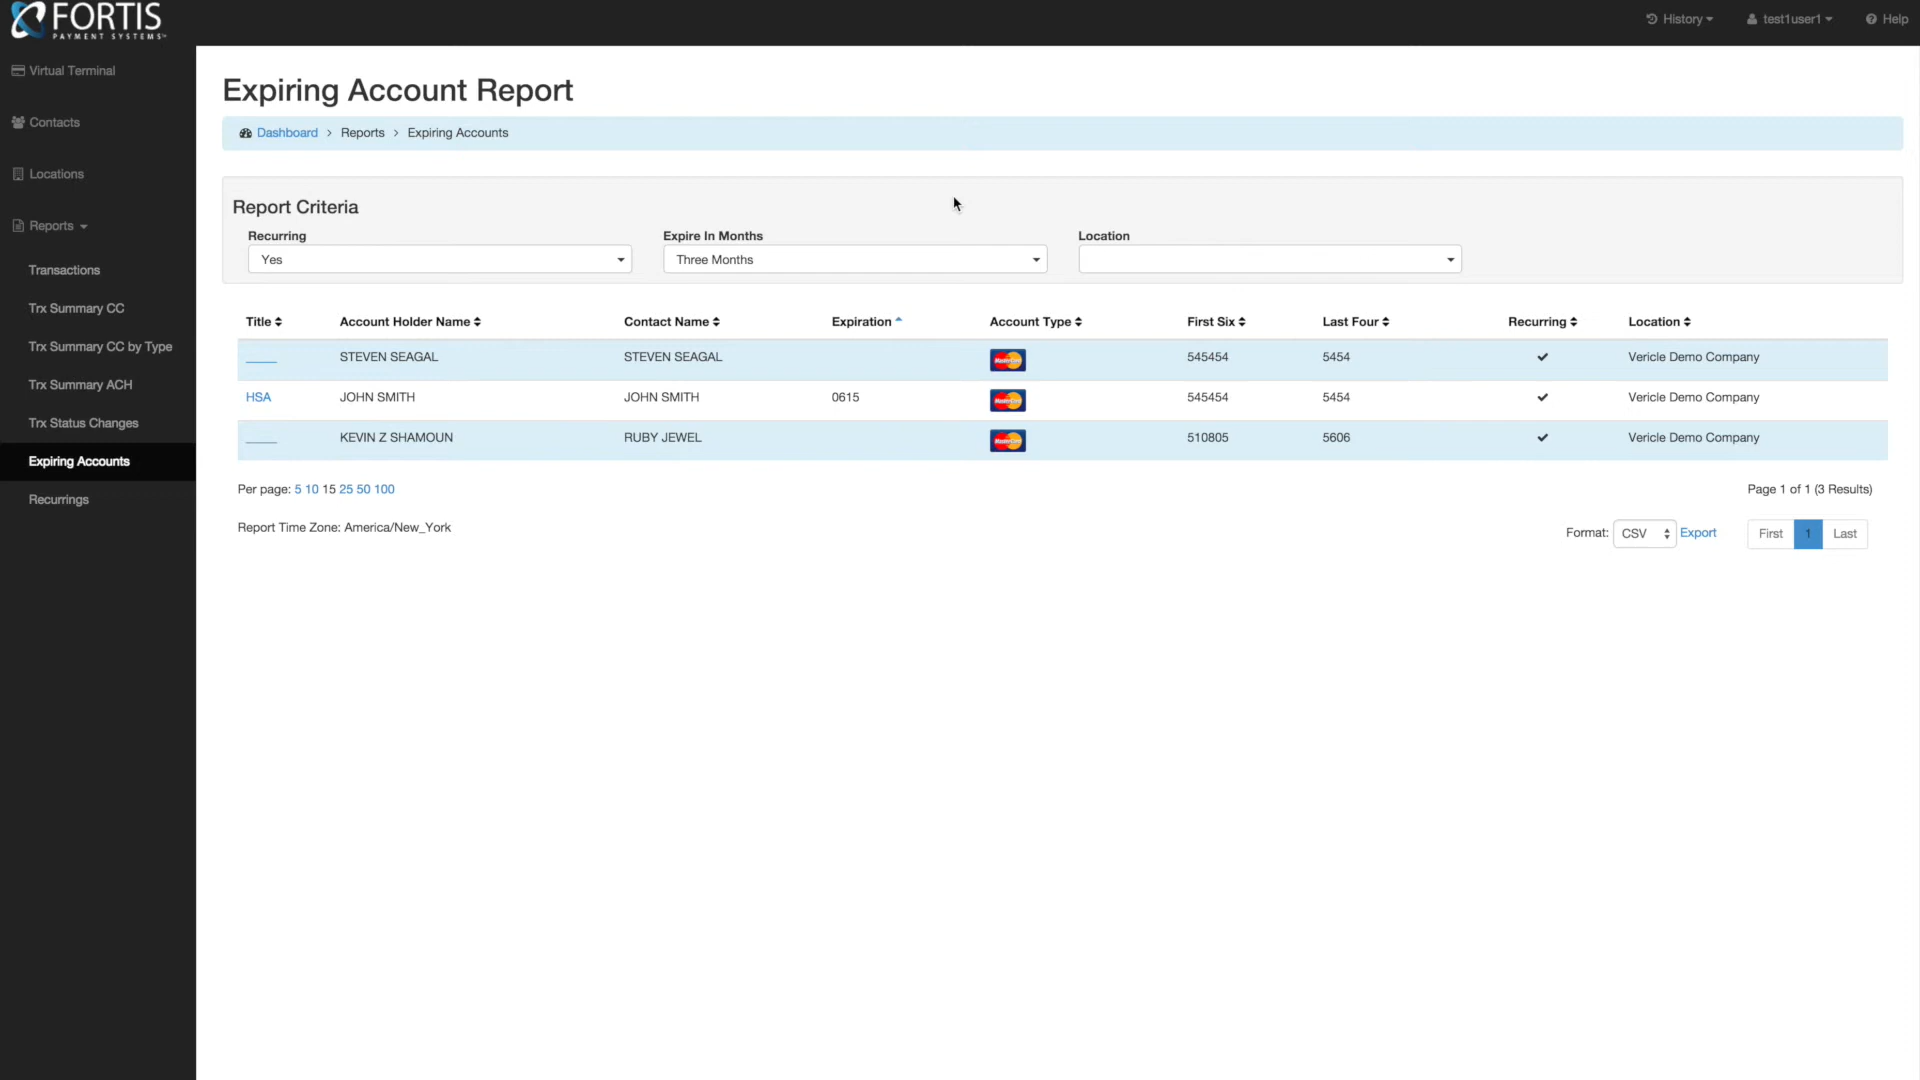 FORTIS
PAYMENT SYSTEMS
History
test1user1
Help
Virtual Terminal
Contacts
Locations
Reports
Transactions
Trx Summary CC
Trx Summary CC by Type
Trx Summary ACH
Trx Status Changes
Expiring Accounts
Recurrings
Expiring Account Report
Dashboard > Reports > Expiring Accounts
Report Criteria
Recurring Expire In Months Location
Yes Three Months
Title Account Holder Name Contact Name Expiration Account Type First Six Last Four Recurring Location
_____ STEVEN SEAGAL STEVEN SEAGAL MasterCard 545454 5454 ✔ Vericle Demo Company
HSA JOHN SMITH JOHN SMITH 0615 MasterCard 545454 5454 ✔ Vericle Demo Company
_____ KEVIN Z SHAMOUN RUBY JEWEL MasterCard 510805 5606 ✔ Vericle Demo Company
Per page: 5 10 15 25 50 100 Page 1 of 1 (3 Results)
Report Time Zone: America/New_York
Format: CSV Export First 1 Last